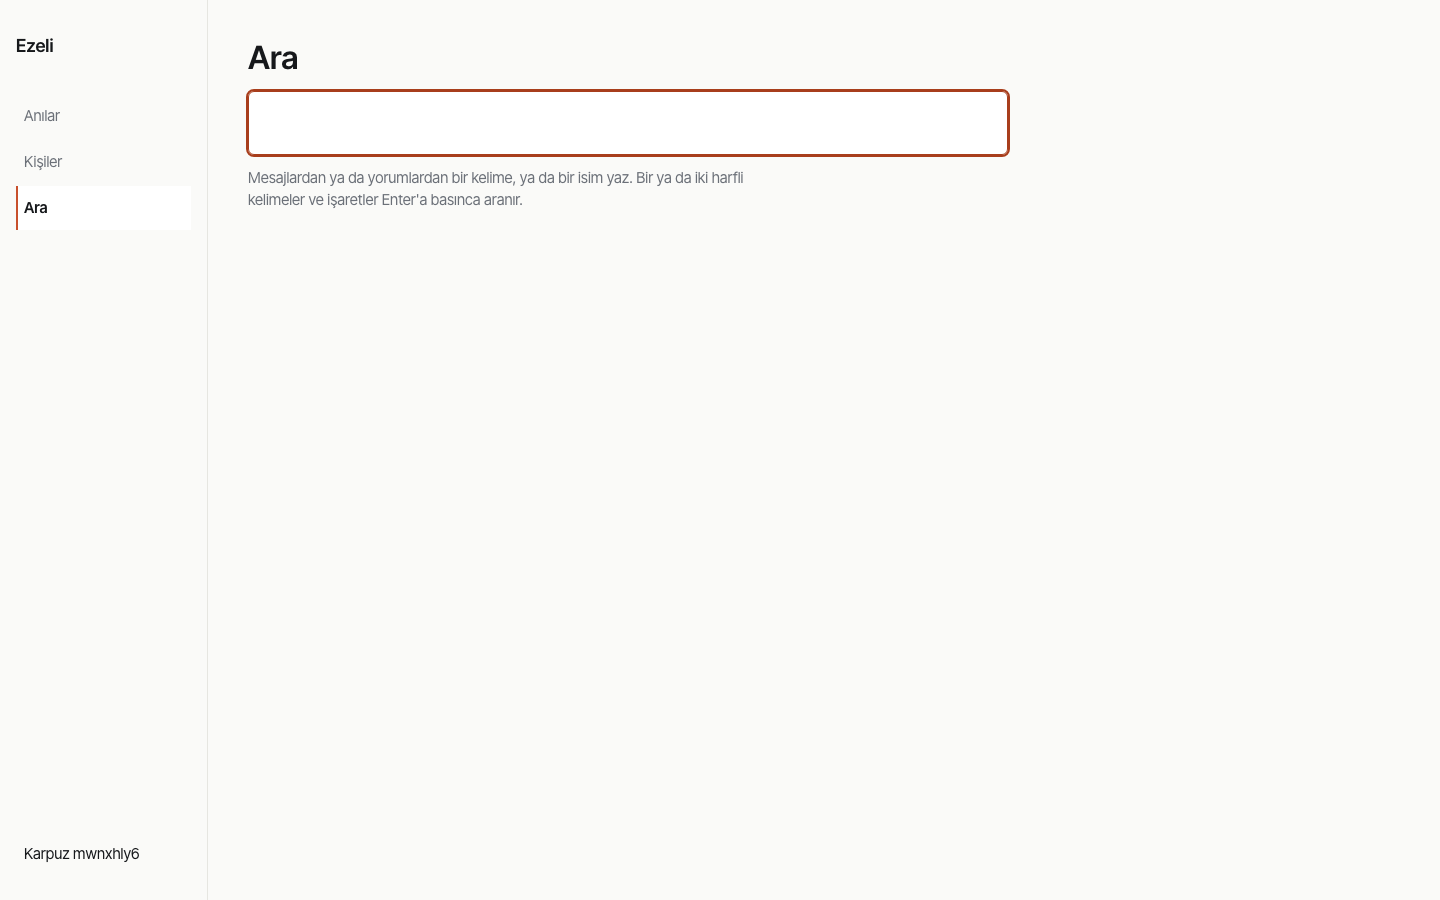 Ezeli
Anılar
Kişiler
Ara
Karpuz mwnxhly6
Ara
Mesajlardan ya da yorumlardan bir kelime, ya da bir isim yaz. Bir ya da iki harfli
kelimeler ve işaretler Enter'a basınca aranır.